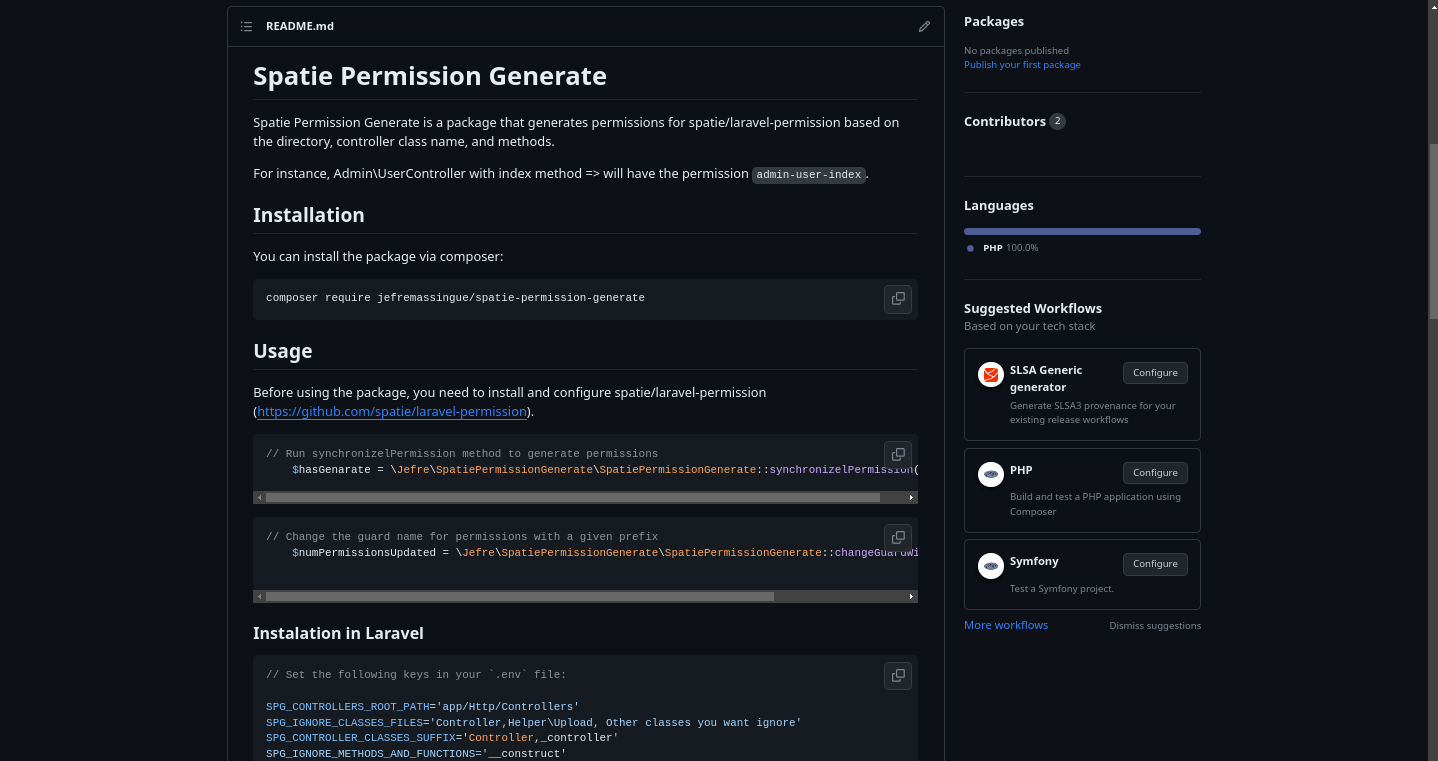 README.md
Spatie Permission Generate
Spatie Permission Generate is a package that generates permissions for spatie/laravel-permission based on
the directory, controller class name, and methods.
For instance, Admin\UserController with index method => will have the permission admin-user-index.
Installation
You can install the package via composer:
composer require jefremassingue/spatie-permission-generate
Usage
Before using the package, you need to install and configure spatie/laravel-permission
(https://github.com/spatie/laravel-permission).
// Run synchronizelPermission method to generate permissions
$hasGenarate = \Jefre\SpatiePermissionGenerate\SpatiePermissionGenerate::synchronizelPermission(
// Change the guard name for permissions with a given prefix
$numPermissionsUpdated = \Jefre\SpatiePermissionGenerate\SpatiePermissionGenerate::changeGuardWi
Instalation in Laravel
// Set the following keys in your `.env` file:
SPG_CONTROLLERS_ROOT_PATH='app/Http/Controllers'
SPG_IGNORE_CLASSES_FILES='Controller,Helper\Upload, Other classes you want ignore'
SPG_CONTROLLER_CLASSES_SUFFIX='Controller,_controller'
SPG_IGNORE_METHODS_AND_FUNCTIONS='__construct'
Packages
No packages published
Publish your first package
Contributors 2
Languages
PHP 100.0%
Suggested Workflows
Based on your tech stack
SLSA Generic
generator
Configure
Generate SLSA3 provenance for your
existing release workflows
PHP
Configure
Build and test a PHP application using
Composer
Symfony
Configure
Test a Symfony project.
More workflows
Dismiss suggestions